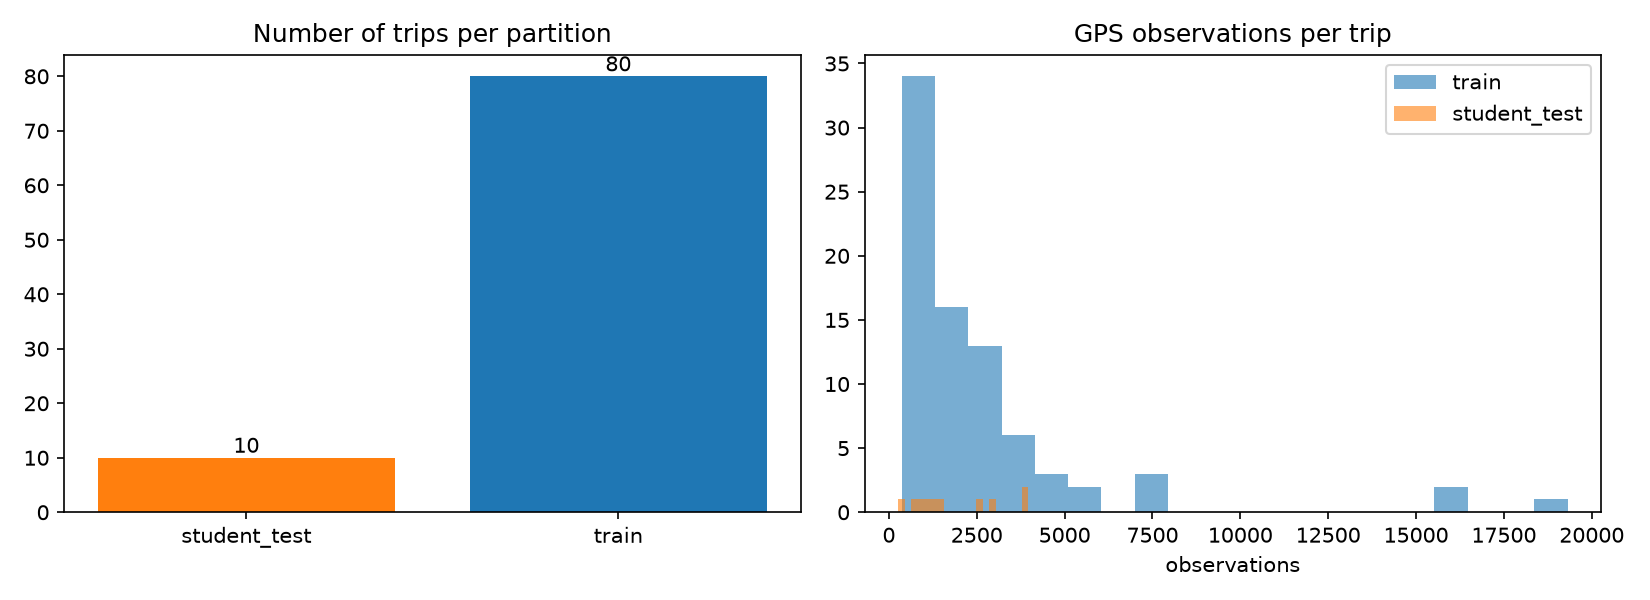 Number of trips per partition
80
70
60
50
40
30
20
10
0
10
80
student_test
train
GPS observations per trip
35
30
25
20
15
10
5
0
train
student_test
0 2500 5000 7500 10000 12500 15000 17500 20000
observations